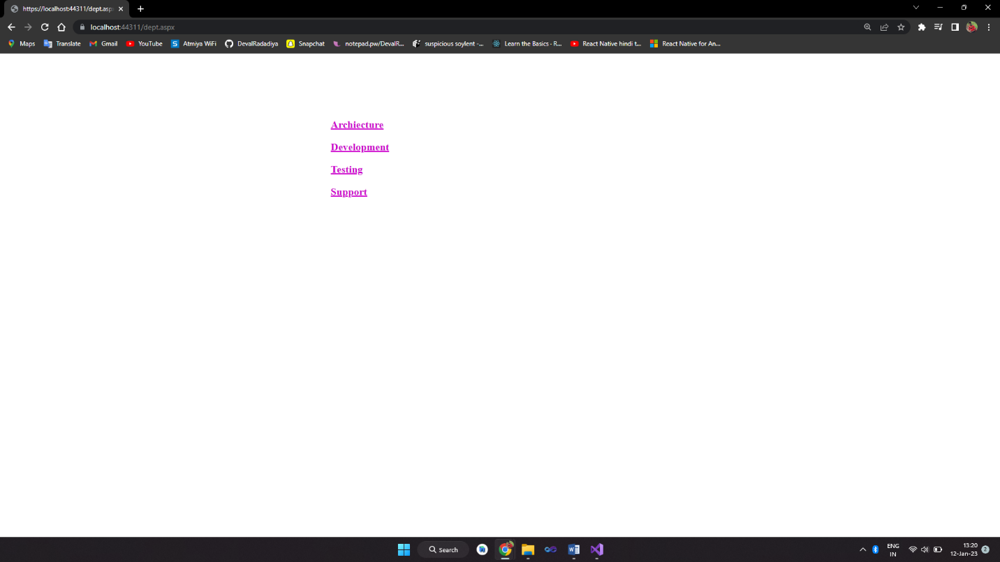 https://localhost:44311/dept.asp
localhost:44311/dept.aspx
Maps Translate Gmail YouTube Atmiya WiFi DevalRadadiya Snapchat notepad.pw/DevalR... suspicious soylent -... Learn the Basics · R... React Native hindi t... React Native for An...
Archiecture
Development
Testing
Support
Search
ENG
IN
13:20
12-Jan-23
2